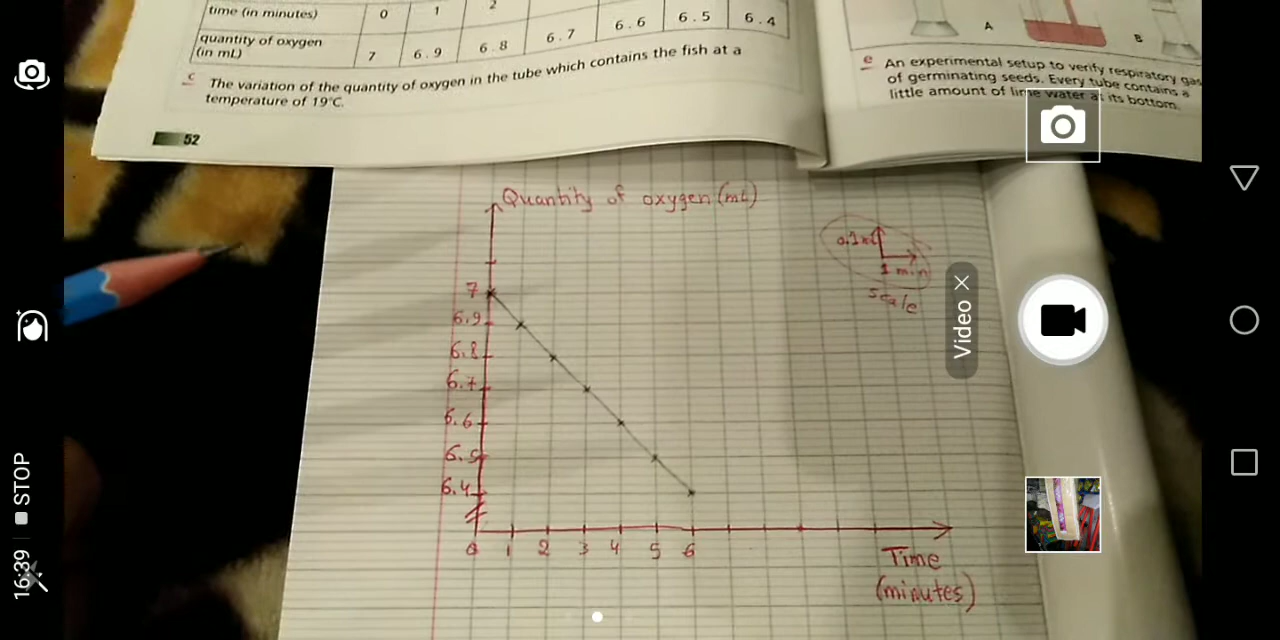 time (in minutes) 0 1 2
quantity of oxygen
(in mL) 7 6.9 6.8 6.7 6.6 6.5 6.4
c The variation of the quantity of oxygen in the tube which contains the fish at a
temperature of 19°C.
52
A B
e An experimental setup to verify respiratory gas
of germinating seeds. Every tube contains a
little amount of lime water at its bottom.
Quantity of oxygen (mL)
0.1 mL
1 min
scale
7
6.9
6.8
6.7
6.6
6.5
6.4
0 1 2 3 4 5 6
Time
(minutes)
Video ×
16:39 STOP